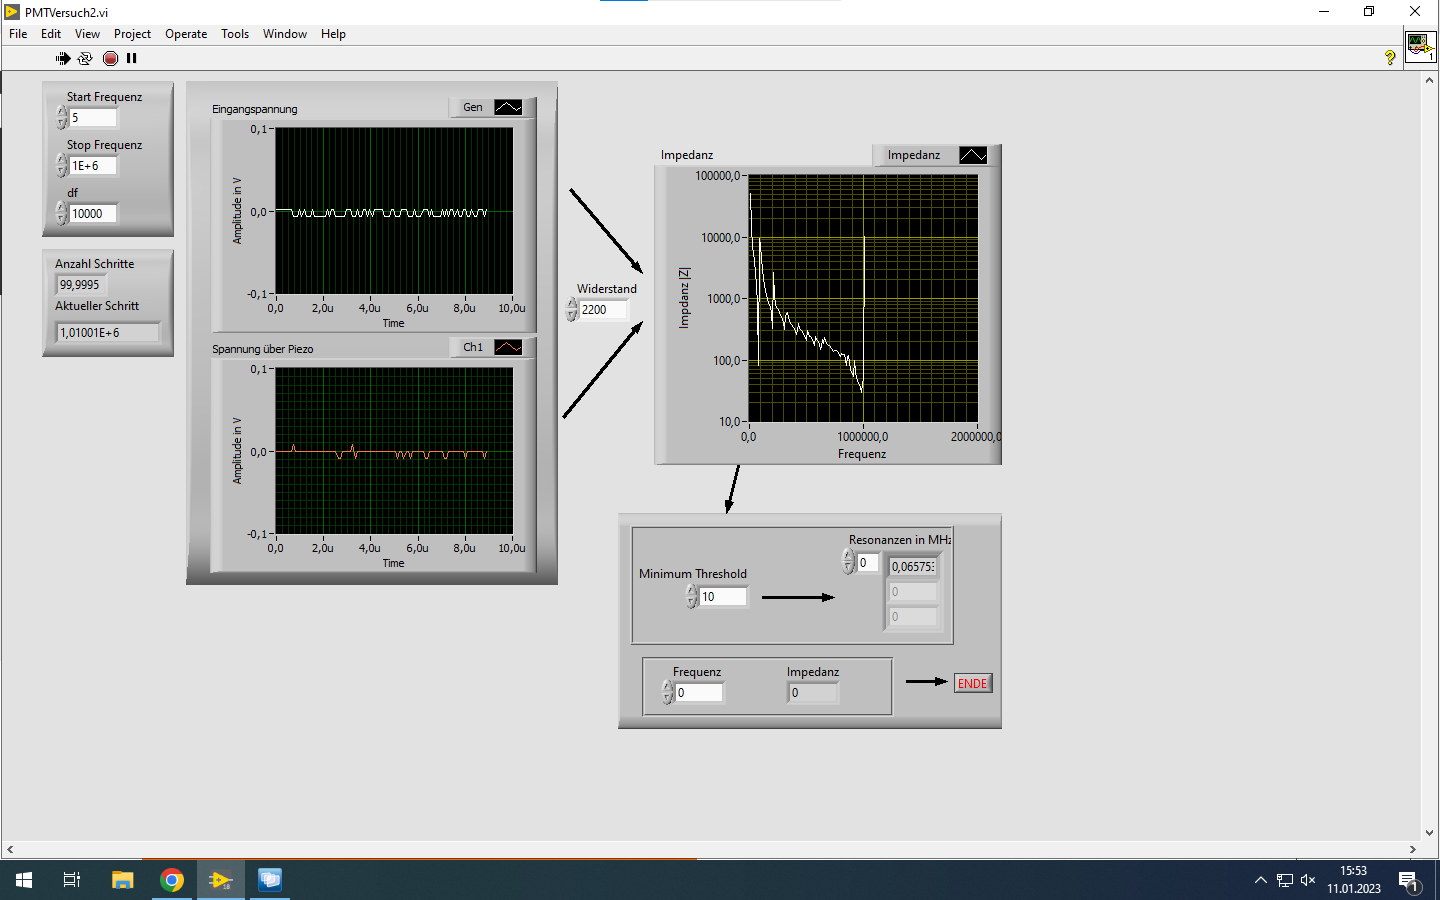 PMTVersuch2.vi
File Edit View Project Operate Tools Window Help
1
Start Frequenz
5
Stop Frequenz
1E+6
df
10000
Anzahl Schritte
99,9995
Aktueller Schritt
1,01001E+6
Eingangspannung
Gen
Amplitude in V
0,1
0,0
-0,1
0,0 2,0u 4,0u 6,0u 8,0u 10,0u
Time
Spannung über Piezo
Ch1
Amplitude in V
0,1
0,0
-0,1
0,0 2,0u 4,0u 6,0u 8,0u 10,0u
Time
Widerstand
2200
Impedanz
Impedanz
Impdanz |Z|
100000,0
10000,0
1000,0
100,0
10,0
0,0 1000000,0 2000000,0
Frequenz
Resonanzen in MHz
0
0,065753
0
0
Minimum Threshold
10
Frequenz
0
Impedanz
0
ENDE
18
15:53
11.01.2023
1